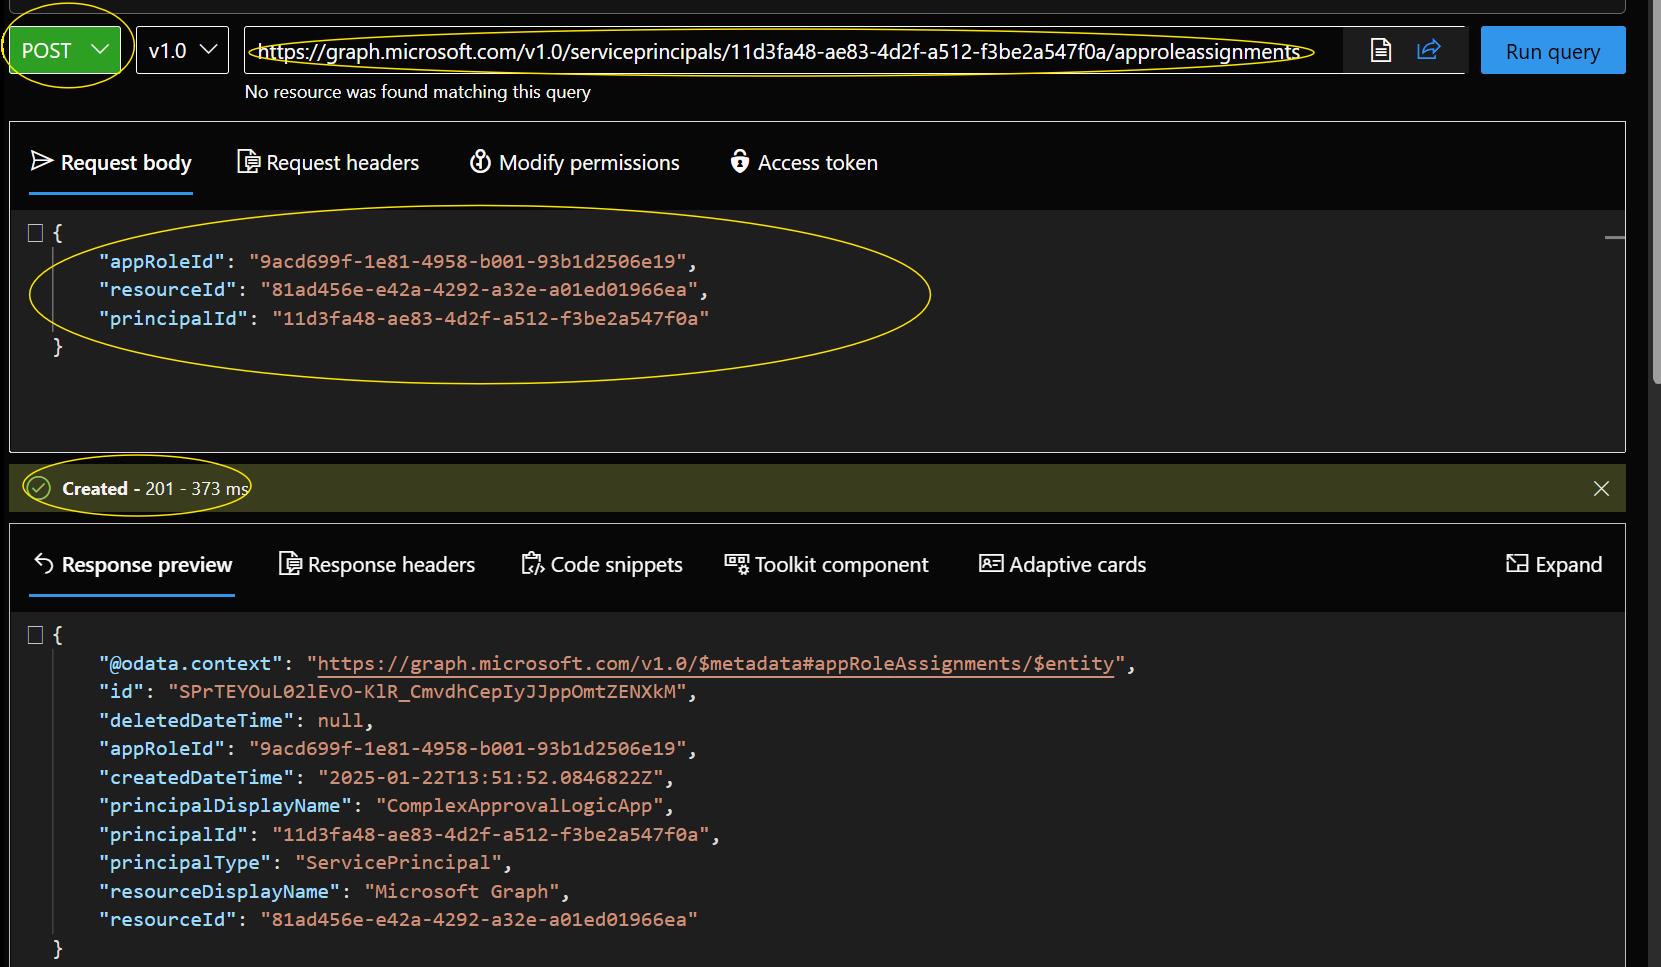 POST v1.0 https://graph.microsoft.com/v1.0/serviceprincipals/11d3fa48-ae83-4d2f-a512-f3be2a547f0a/approleassignments Run query
No resource was found matching this query
Request body Request headers Modify permissions Access token
{
"appRoleId": "9acd699f-1e81-4958-b001-93b1d2506e19",
"resourceId": "81ad456e-e42a-4292-a32e-a01ed01966ea",
"principalId": "11d3fa48-ae83-4d2f-a512-f3be2a547f0a"
}
Created - 201 - 373 ms
Response preview Response headers Code snippets Toolkit component Adaptive cards Expand
{
"@odata.context": "https://graph.microsoft.com/v1.0/$metadata#appRoleAssignments/$entity",
"id": "SPrTEYOuL02lEvO-KlR_CmvdhCepIyJJppOmtZENXkM",
"deletedDateTime": null,
"appRoleId": "9acd699f-1e81-4958-b001-93b1d2506e19",
"createdDateTime": "2025-01-22T13:51:52.0846822Z",
"principalDisplayName": "ComplexApprovalLogicApp",
"principalId": "11d3fa48-ae83-4d2f-a512-f3be2a547f0a",
"principalType": "ServicePrincipal",
"resourceDisplayName": "Microsoft Graph",
"resourceId": "81ad456e-e42a-4292-a32e-a01ed01966ea"
}